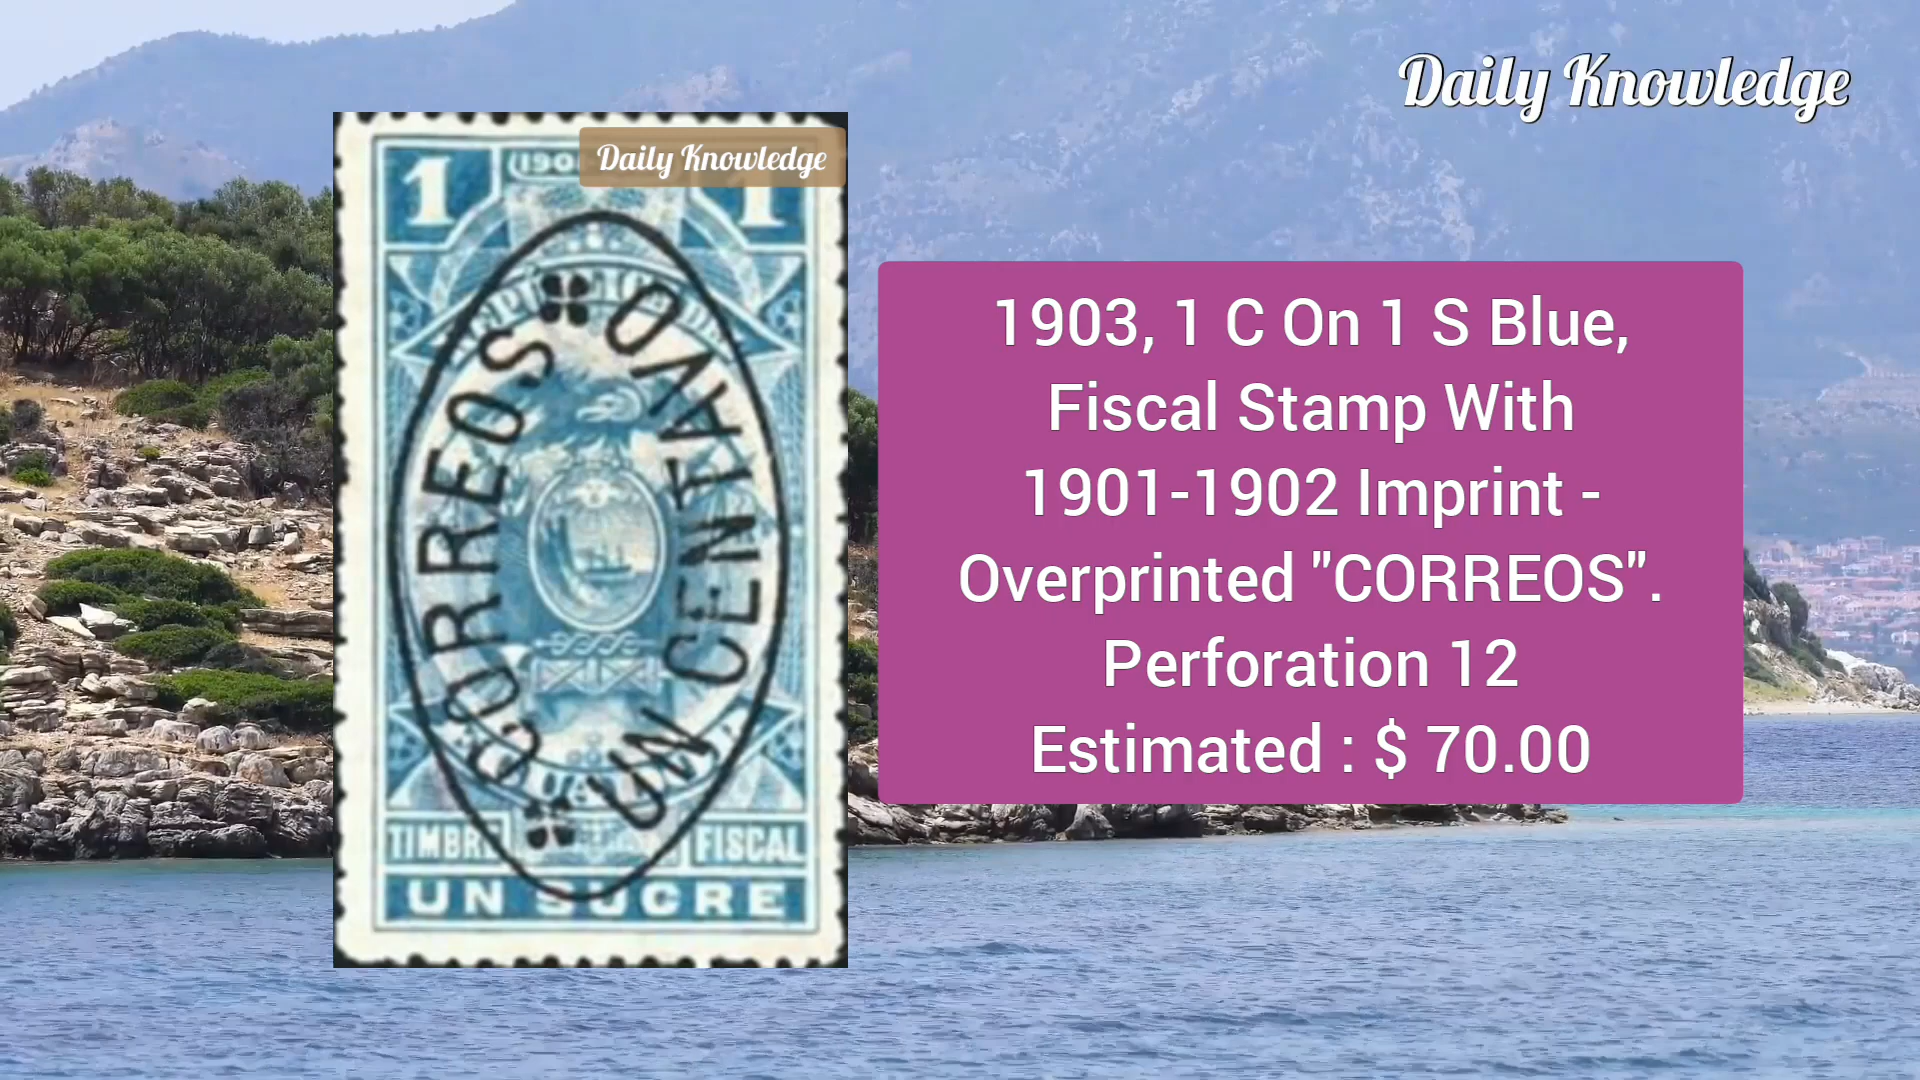 Daily Knowledge
Daily Knowledge
1 (190 1
CORREOS
UN CENTAVO
TIMBRE FISCAL
UN SUCRE
1903, 1 C On 1 S Blue,
Fiscal Stamp With
1901-1902 Imprint -
Overprinted "CORREOS".
Perforation 12
Estimated : $ 70.00